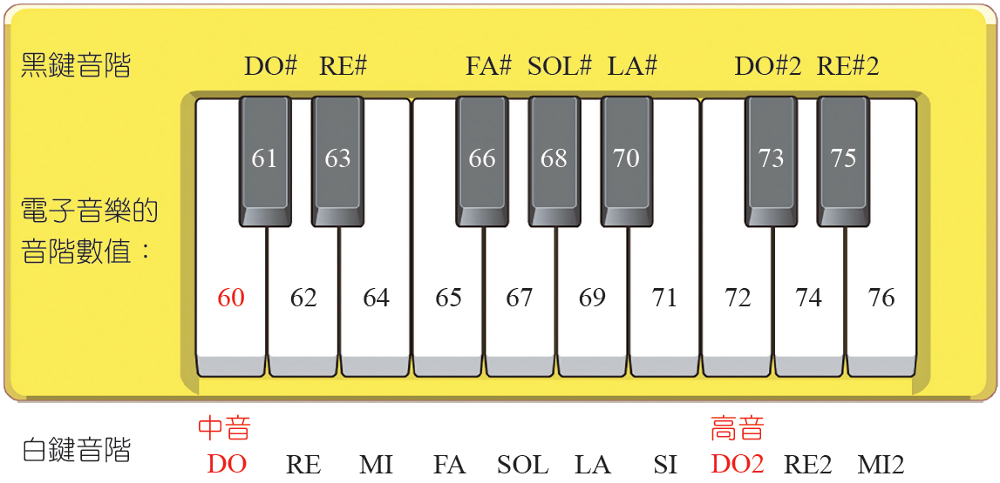 黑鍵音階 DO# RE# FA# SOL# LA# DO#2 RE#2
61 63 66 68 70 73 75
電子音樂的
音階數值：
60 62 64 65 67 69 71 72 74 76
中音 高音
白鍵音階 DO RE MI FA SOL LA SI DO2 RE2 MI2